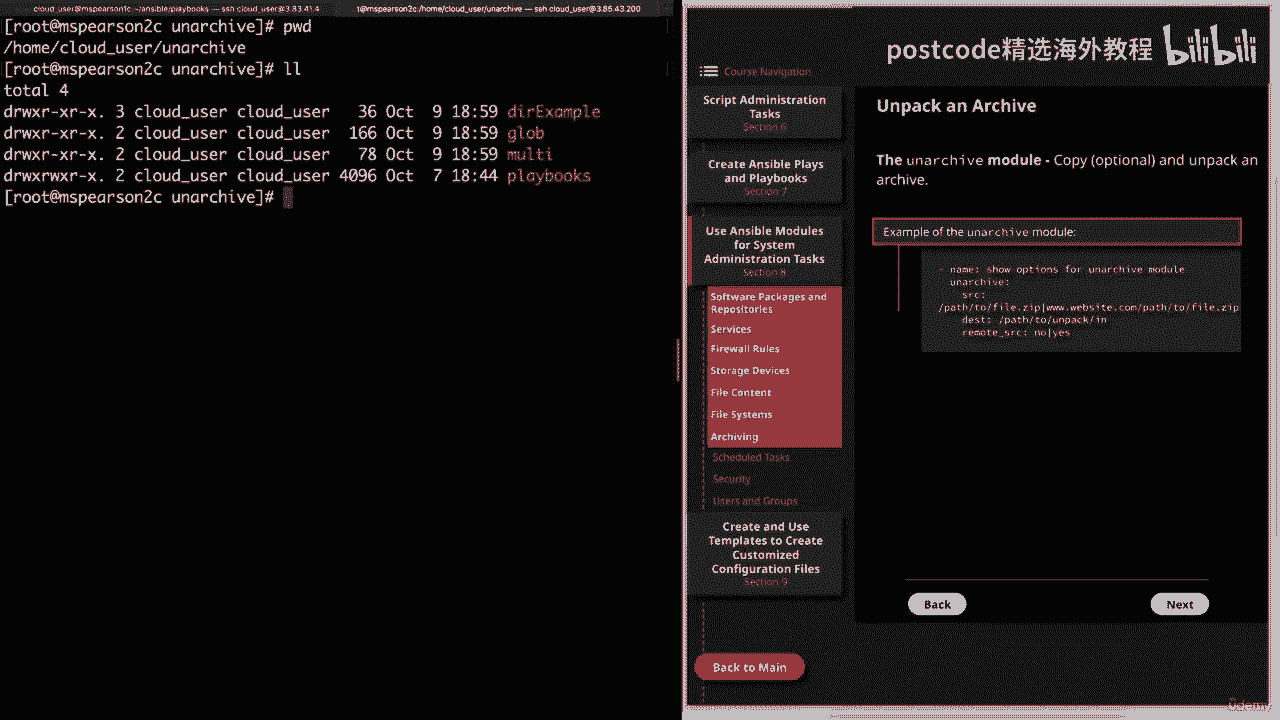 cloud_user@mspearson1c:~/ansible/playbooks — ssh cloud_user@3.83.41.4
t@mspearson2c:/home/cloud_user/unarchive — ssh cloud_user@3.85.43.200
[root@mspearson2c unarchive]# pwd
/home/cloud_user/unarchive
[root@mspearson2c unarchive]# ll
total 4
drwxr-xr-x. 3 cloud_user cloud_user 36 Oct 9 18:59 dirExample
drwxr-xr-x. 2 cloud_user cloud_user 166 Oct 9 18:59 glob
drwxr-xr-x. 2 cloud_user cloud_user 78 Oct 9 18:59 multi
drwxrwxr-x. 2 cloud_user cloud_user 4096 Oct 7 18:44 playbooks
[root@mspearson2c unarchive]#
postcode精选海外教程 bilibili
Course Navigation
Script Administration
Tasks
Section 6
Create Ansible Plays
and Playbooks
Section 7
Use Ansible Modules
for System
Administration Tasks
Section 8
Software Packages and
Repositories
Services
Firewall Rules
Storage Devices
File Content
File Systems
Archiving
Scheduled Tasks
Security
Users and Groups
Create and Use
Templates to Create
Customized
Configuration Files
Section 9
Back to Main
Unpack an Archive
The unarchive module - Copy (optional) and unpack an
archive.
Example of the unarchive module:
- name: show options for unarchive module
unarchive:
src:
/path/to/file.zip|www.website.com/path/to/file.zip
dest: /path/to/unpack/in
remote_src: no|yes
Back
Next
Udemy